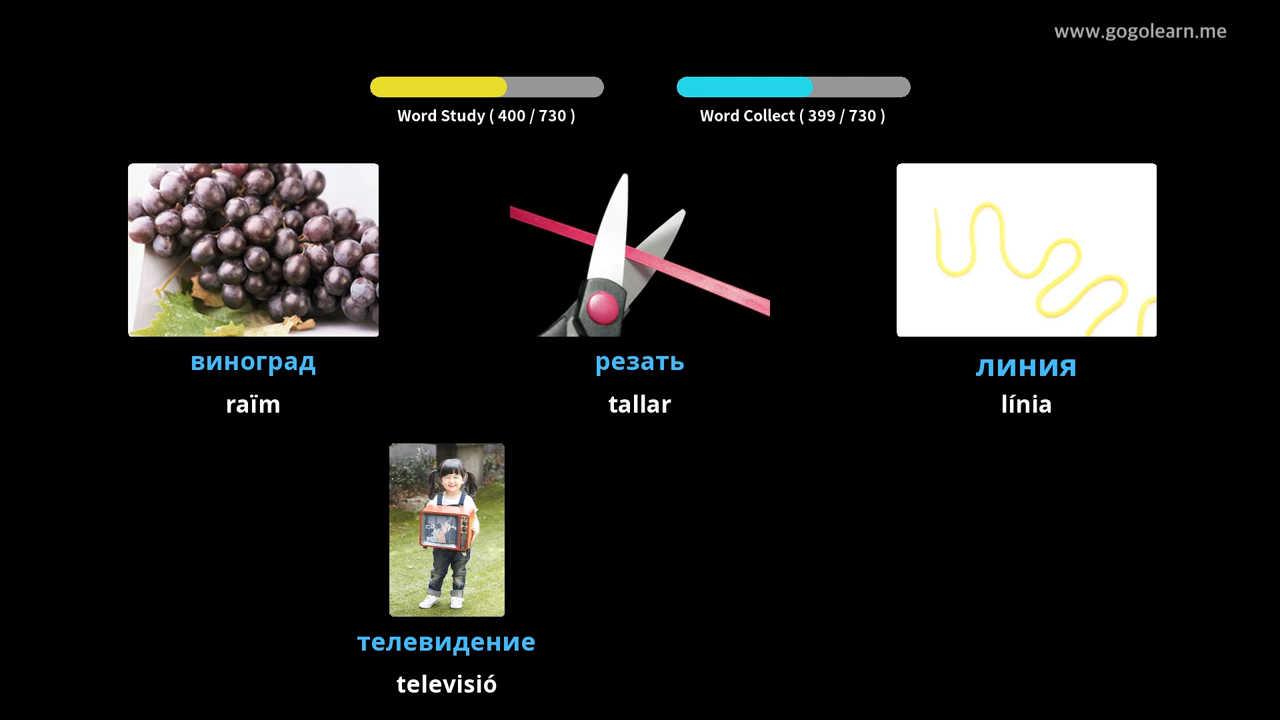 www.gogolearn.me
Word Study ( 400 / 730 )
Word Collect ( 399 / 730 )
виноград
raïm
резать
tallar
линия
línia
телевидение
televisió